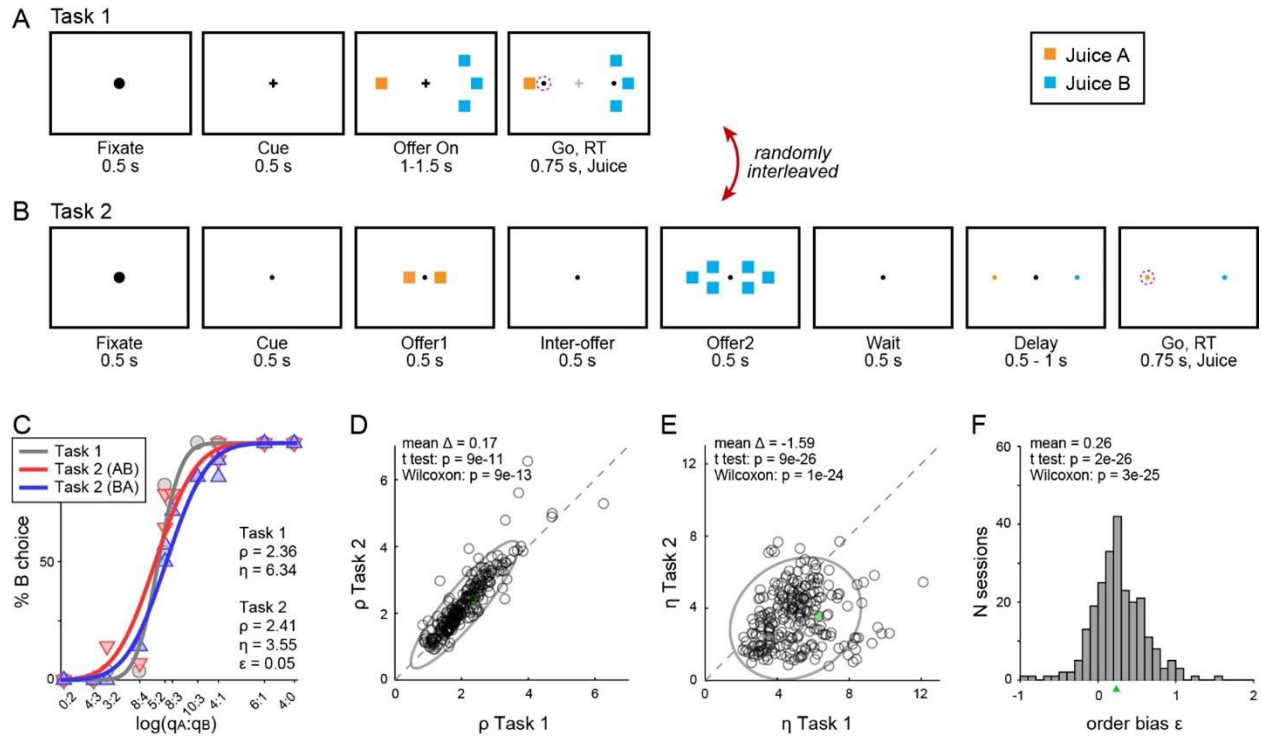 A Task 1
Juice A
Juice B
Fixate
0.5 s
Cue
0.5 s
Offer On
1-1.5 s
Go, RT
0.75 s, Juice
randomly
interleaved
B Task 2
Fixate
0.5 s
Cue
0.5 s
Offer1
0.5 s
Inter-offer
0.5 s
Offer2
0.5 s
Wait
0.5 s
Delay
0.5 - 1 s
Go, RT
0.75 s, Juice
C
Task 1
Task 2 (AB)
Task 2 (BA)
% B choice
50
0
Task 1
ρ = 2.36
η = 6.34
Task 2
ρ = 2.41
η = 3.55
ε = 0.05
0:2 4:3 3:2 8:4 5:2 8:3 10:3 4:1 6:1 4:0
log(qA:qB)
D
mean Δ = 0.17
t test: p = 9e-11
Wilcoxon: p = 9e-13
ρ Task 2
6
4
2
0
0 2 4 6
ρ Task 1
E
mean Δ = -1.59
t test: p = 9e-26
Wilcoxon: p = 1e-24
η Task 2
12
8
4
0
0 4 8 12
η Task 1
F
mean = 0.26
t test: p = 2e-26
Wilcoxon: p = 3e-25
N sessions
60
40
20
0
-1 0 1 2
order bias ε